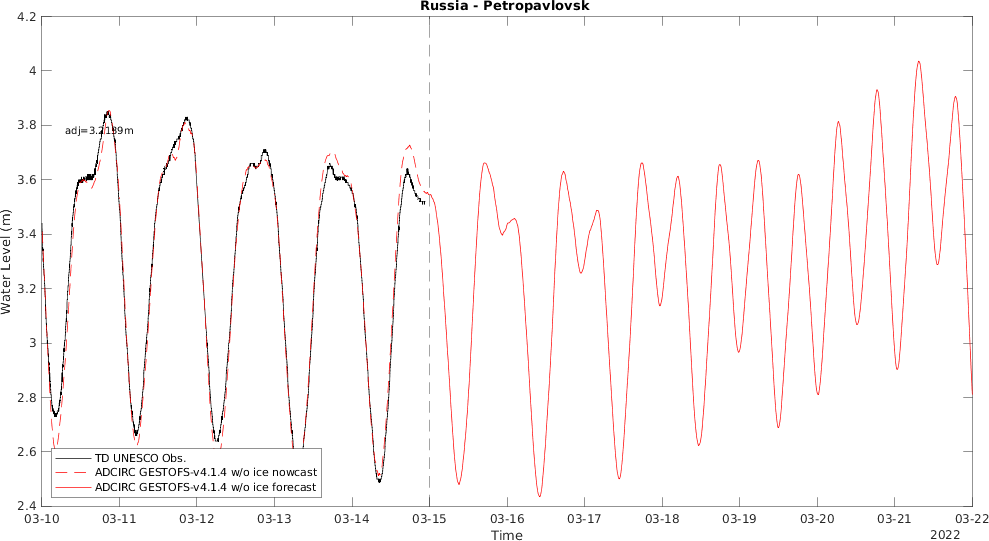 Russia - Petropavlovsk
4.2
4
3.8
3.6
3.4
3.2
3
2.8
2.6
2.4
Water Level (m)
adj=3.2139m
TD UNESCO Obs.
ADCIRC GESTOFS-v4.1.4 w/o ice nowcast
ADCIRC GESTOFS-v4.1.4 w/o ice forecast
03-10 03-11 03-12 03-13 03-14 03-15 03-16 03-17 03-18 03-19 03-20 03-21 03-22
Time
2022